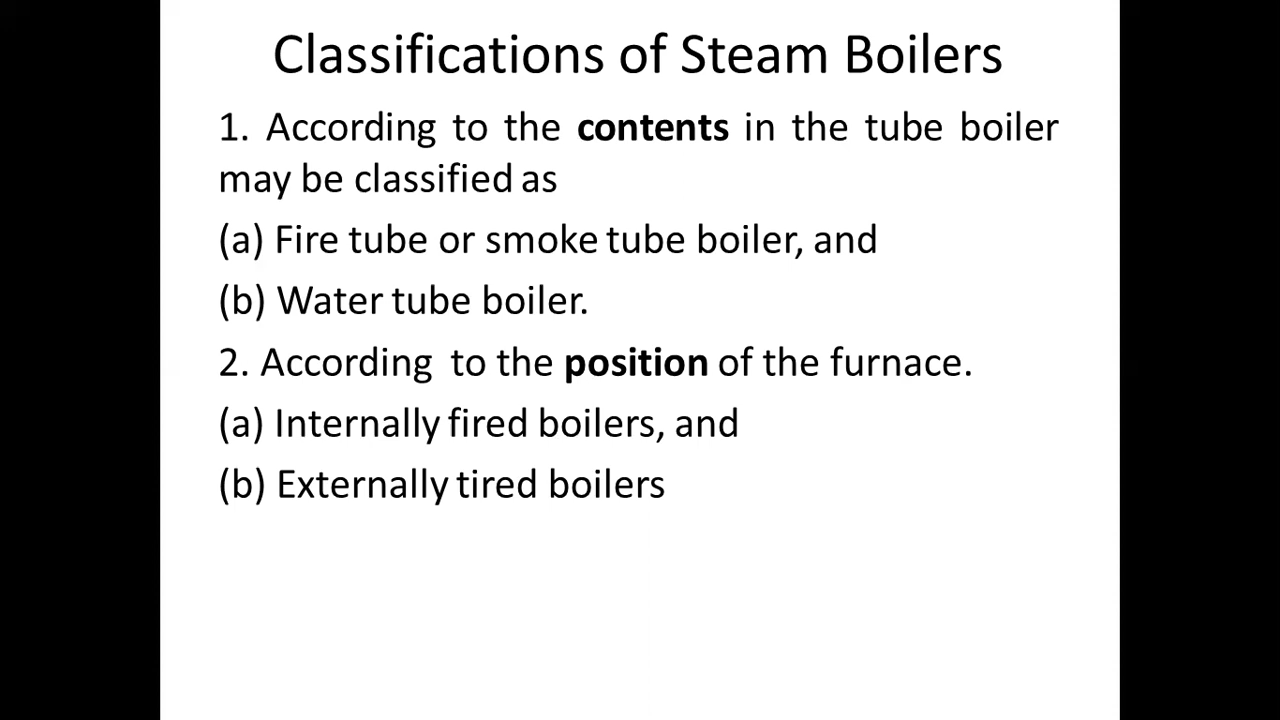 Classifications of Steam Boilers
1. According to the contents in the tube boiler
may be classified as
(a) Fire tube or smoke tube boiler, and
(b) Water tube boiler.
2. According to the position of the furnace.
(a) Internally fired boilers, and
(b) Externally tired boilers